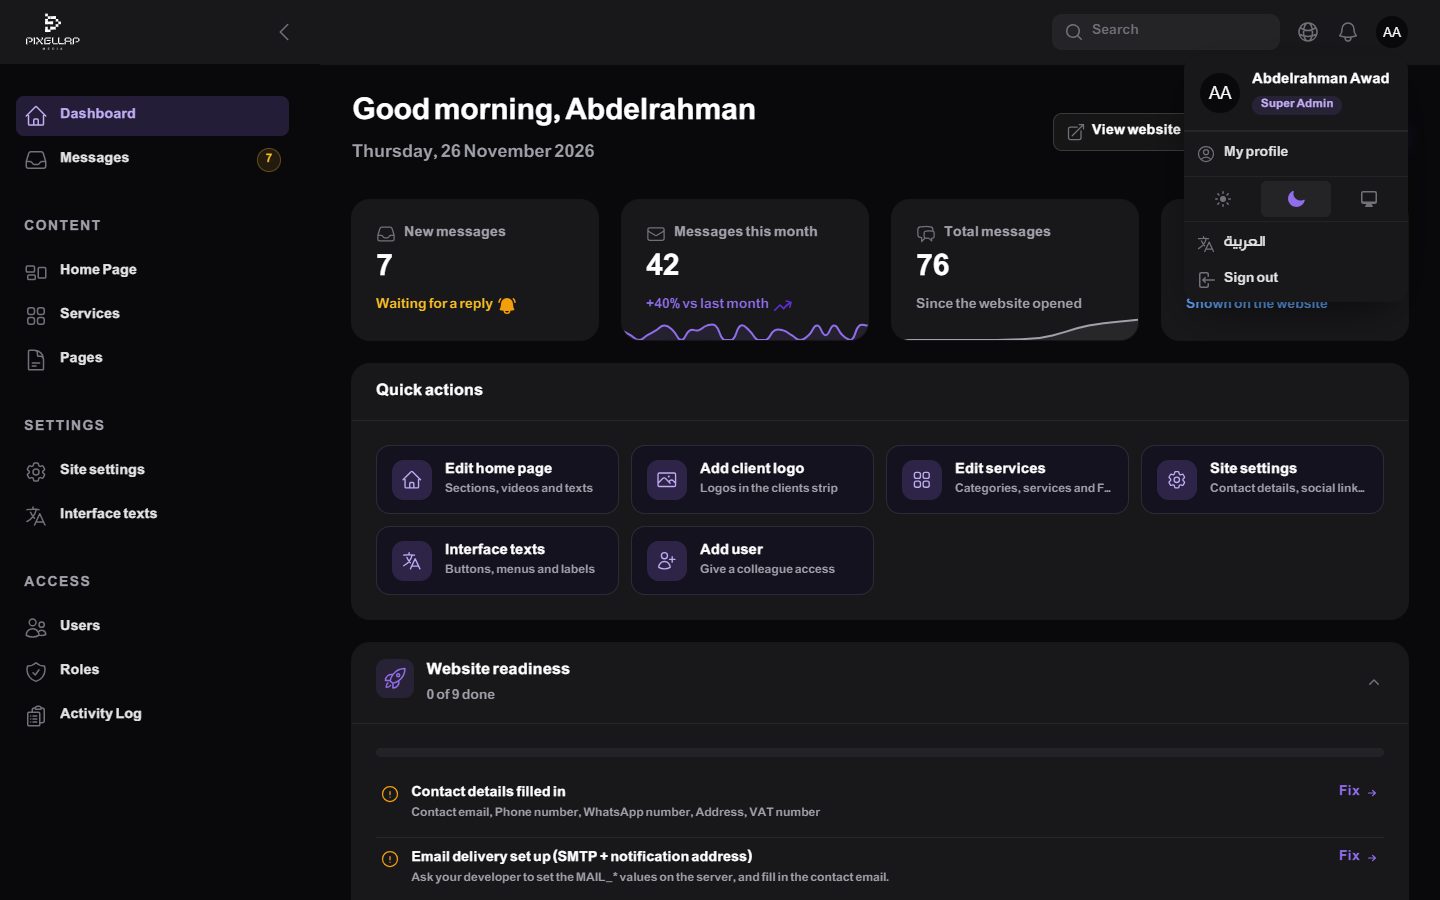 PIXELLAP
MEDIA
Search
AA
Abdelrahman Awad
AA
Super Admin
My profile
العربية
Sign out
Dashboard
Messages
7
CONTENT
Home Page
Services
Pages
SETTINGS
Site settings
Interface texts
ACCESS
Users
Roles
Activity Log
Good morning, Abdelrahman
Thursday, 26 November 2026
View website
New messages
7
Waiting for a reply
Messages this month
42
+40% vs last month
Total messages
76
Since the website opened
Shown on the website
Quick actions
Edit home page
Sections, videos and texts
Add client logo
Logos in the clients strip
Edit services
Categories, services and F...
Site settings
Contact details, social link...
Interface texts
Buttons, menus and labels
Add user
Give a colleague access
Website readiness
0 of 9 done
Contact details filled in
Contact email, Phone number, WhatsApp number, Address, VAT number
Fix →
Email delivery set up (SMTP + notification address)
Ask your developer to set the MAIL_* values on the server, and fill in the contact email.
Fix →